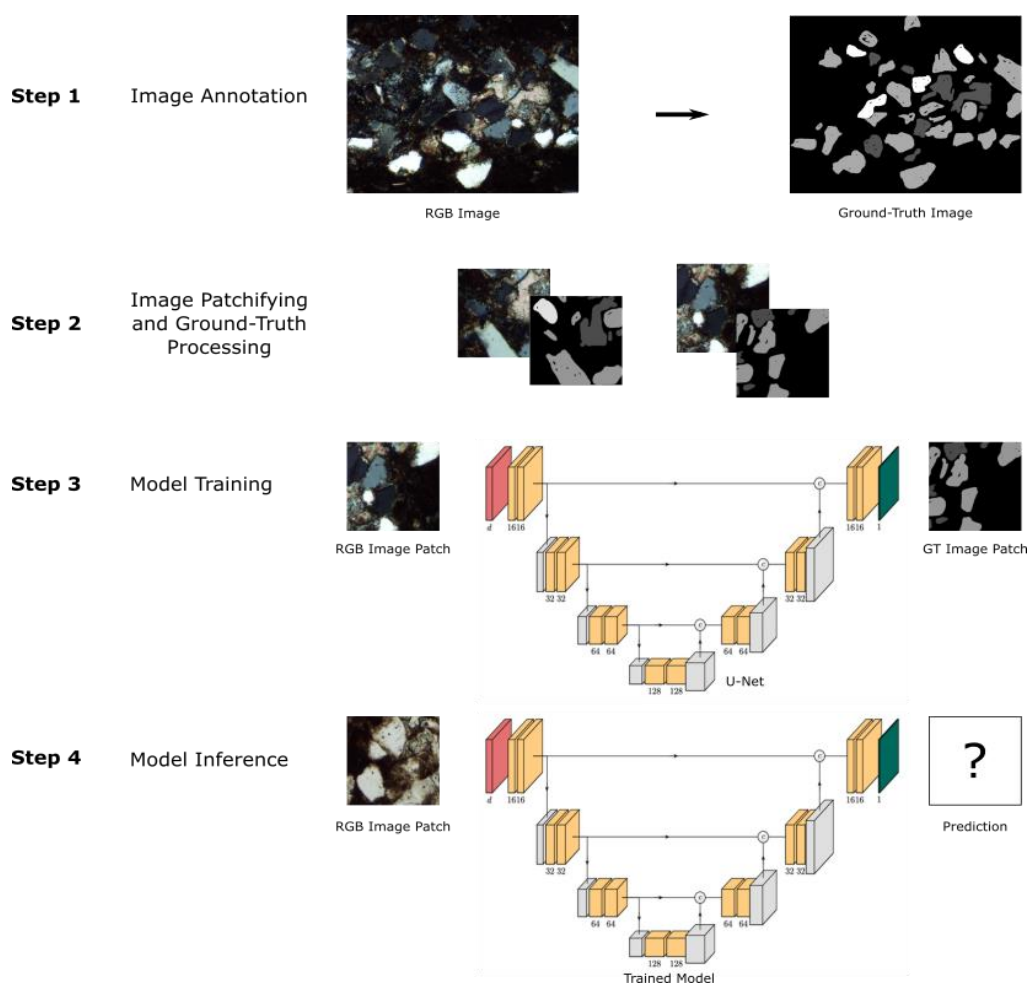 Step 1
Image Annotation
RGB Image
Ground-Truth Image
Step 2
Image Patchifying
and Ground-Truth
Processing
Step 3
Model Training
RGB Image Patch
d
1616
32 32
64 64
128 128
c
c
c
64 64
32 32
1616
1
U-Net
GT Image Patch
Step 4
Model Inference
RGB Image Patch
d
1616
32 32
64 64
128 128
c
c
c
64 64
32 32
1616
1
Trained Model
?
Prediction